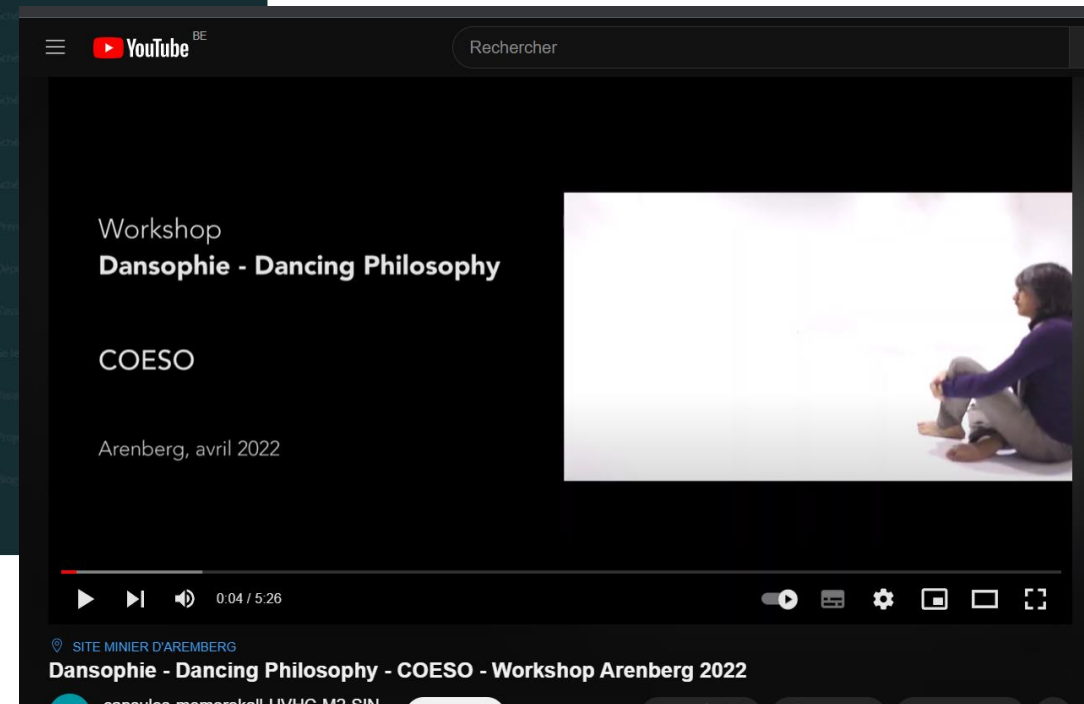 YouTube BE
Rechercher
Workshop
Dansophie - Dancing Philosophy
COESO
Arenberg, avril 2022
0:04 / 5:26
SITE MINIER D'AREMBERG
Dansophie - Dancing Philosophy - COESO - Workshop Arenberg 2022